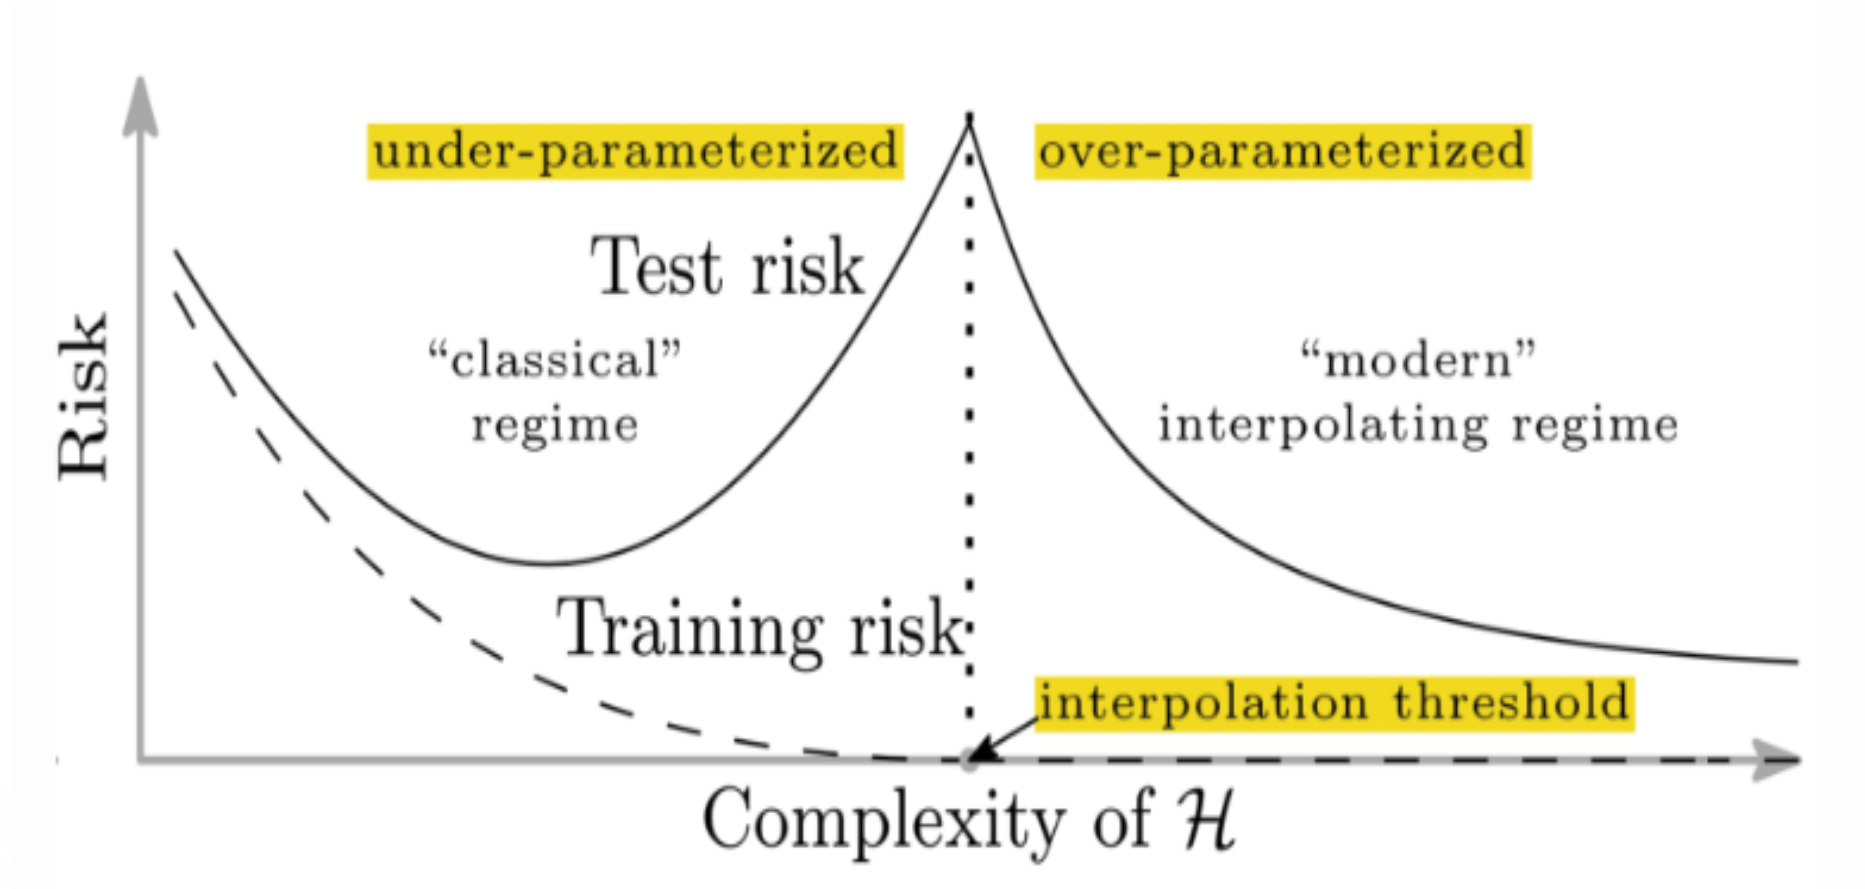 under-parameterized
over-parameterized
Test risk
“classical”
regime
“modern”
interpolating regime
Risk
Training risk
interpolation threshold
Complexity of ℋ